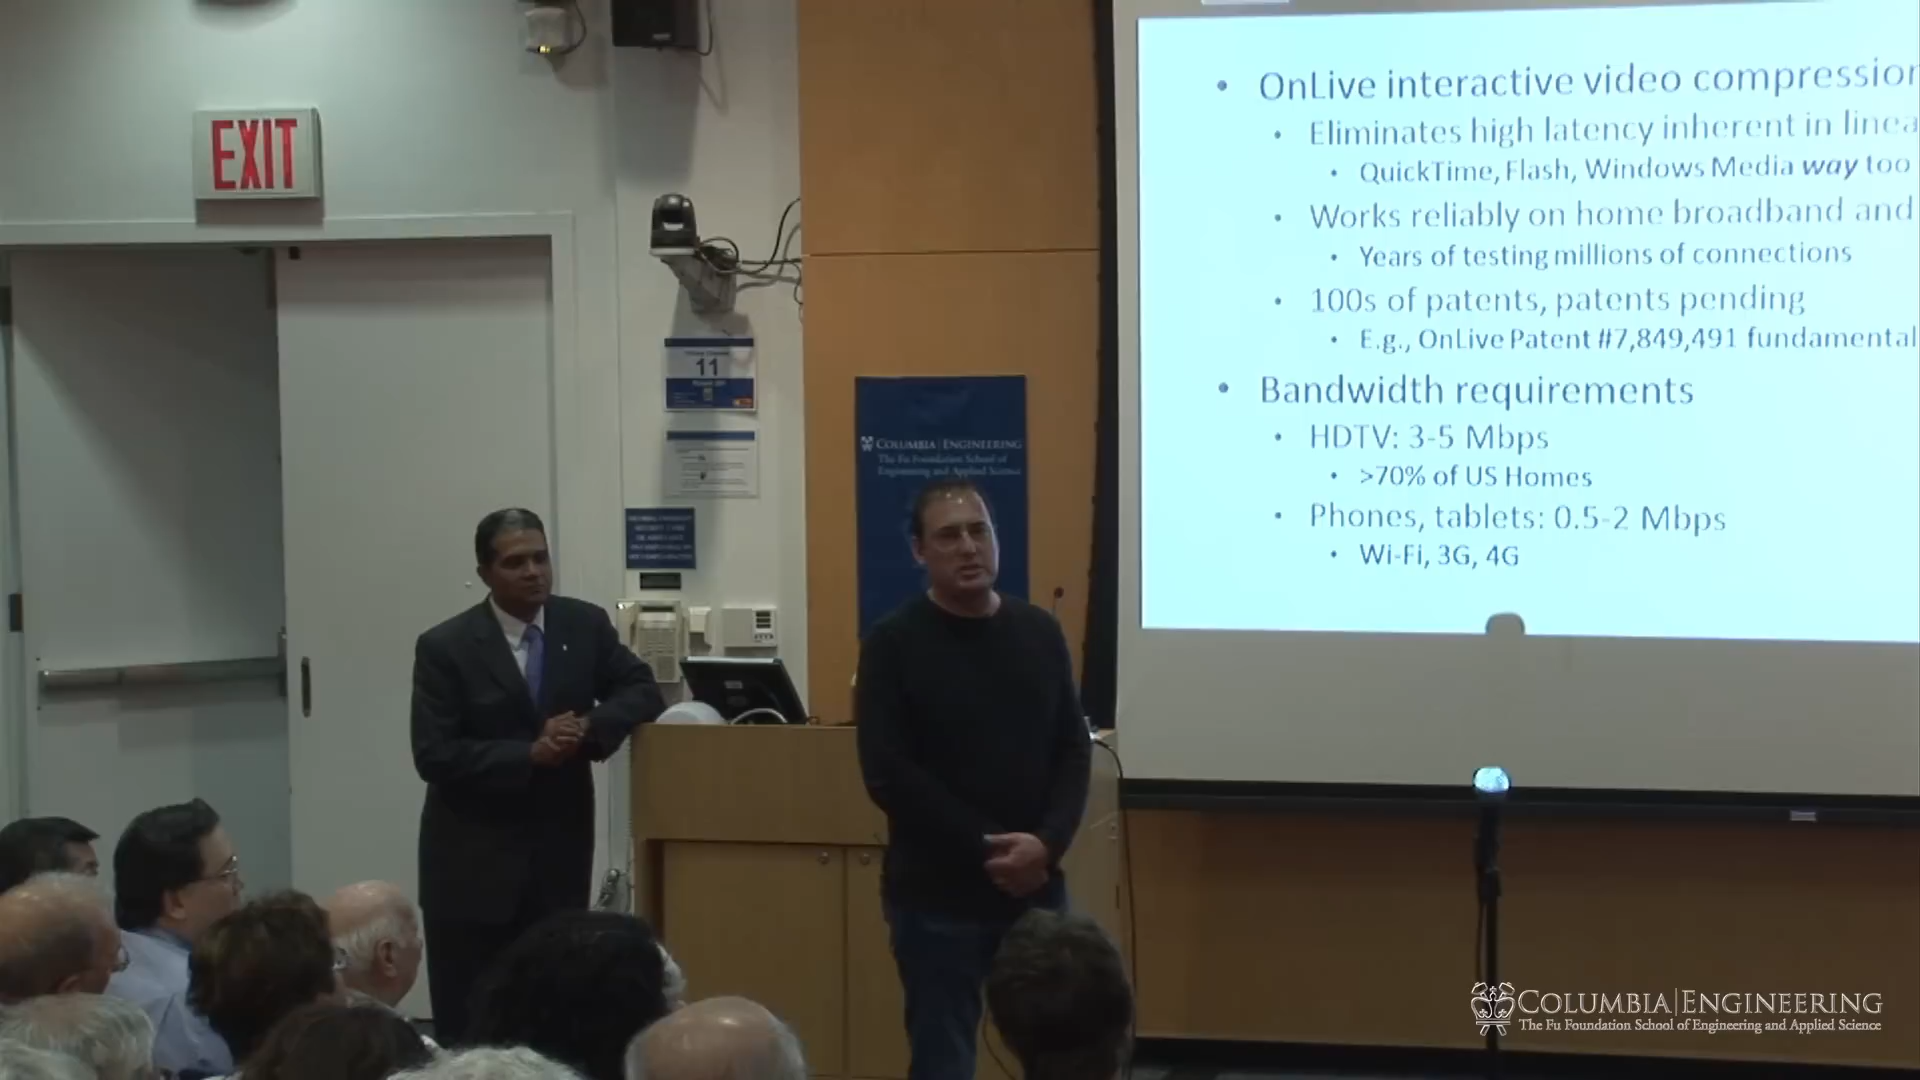 EXIT
• OnLive interactive video compression
• Eliminates high latency inherent in linea
• QuickTime, Flash, Windows Media way too
• Works reliably on home broadband and
• Years of testing millions of connections
• 100s of patents, patents pending
• E.g., OnLive Patent #7,849,491 fundamental
• Bandwidth requirements
• HDTV: 3-5 Mbps
• >70% of US Homes
• Phones, tablets: 0.5-2 Mbps
• Wi-Fi, 3G, 4G
11
COLUMBIA | ENGINEERING
The Fu Foundation School of
Engineering and Applied Science
COLUMBIA | ENGINEERING
The Fu Foundation School of Engineering and Applied Science